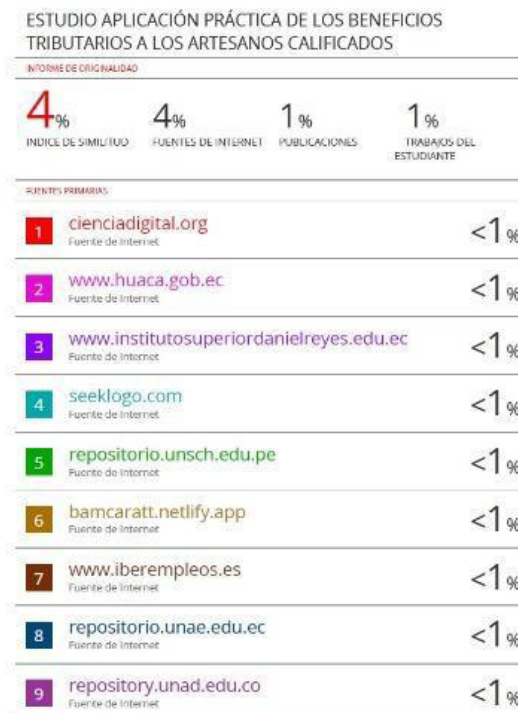 ESTUDIO APLICACIÓN PRÁCTICA DE LOS BENEFICIOS
TRIBUTARIOS A LOS ARTESANOS CALIFICADOS
INFORME DE ORIGINALIDAD
4% 4% 1% 1%
INDICE DE SIMILITUD FUENTES DE INTERNET PUBLICACIONES TRABAJOS DEL
ESTUDIANTE
FUENTES PRIMARIAS
1 cienciadigital.org <1%
Fuente de Internet
2 www.huaca.gob.ec <1%
Fuente de Internet
3 www.institutosuperiordanielreyes.edu.ec <1%
Fuente de Internet
4 seeklogo.com <1%
Fuente de Internet
5 repositorio.unsch.edu.pe <1%
Fuente de Internet
6 bamcaratt.netlify.app <1%
Fuente de Internet
7 www.iberempleos.es <1%
Fuente de Internet
8 repositorio.unae.edu.ec <1%
Fuente de Internet
9 repository.unad.edu.co <1%
Fuente de Internet